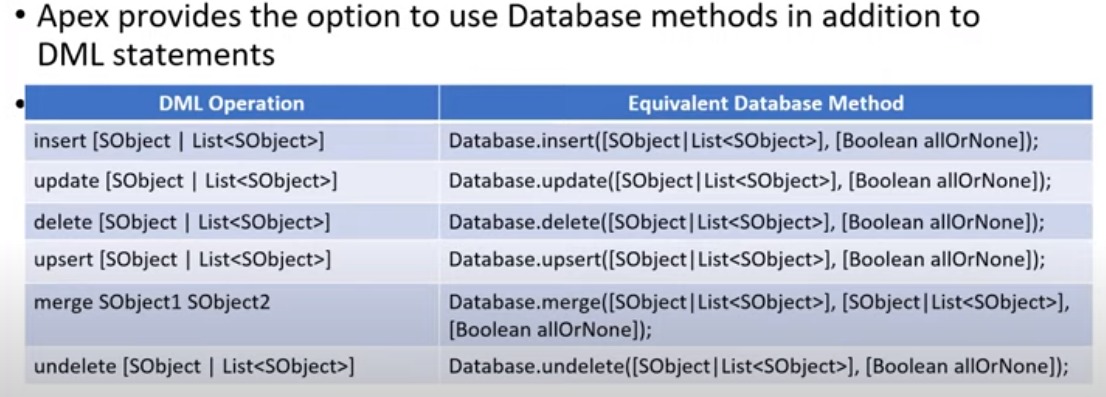 • Apex provides the option to use Database methods in addition to
DML statements
•
DML Operation
Equivalent Database Method
insert [SObject | List<SObject>]
Database.insert([SObject|List<SObject>], [Boolean allOrNone]);
update [SObject | List<SObject>]
Database.update([SObject|List<SObject>], [Boolean allOrNone]);
delete [SObject | List<SObject>]
Database.delete([SObject|List<SObject>], [Boolean allOrNone]);
upsert [SObject | List<SObject>]
Database.upsert([SObject|List<SObject>], [Boolean allOrNone]);
merge SObject1 SObject2
Database.merge([SObject|List<SObject>], [SObject|List<SObject>],
[Boolean allOrNone]);
undelete [SObject | List<SObject>]
Database.undelete([SObject|List<SObject>], [Boolean allOrNone]);